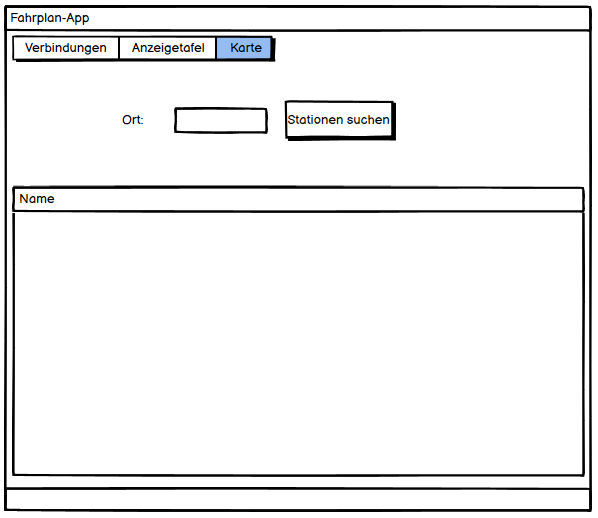 Fahrplan-App
Verbindungen Anzeigetafel Karte
Ort: Stationen suchen
Name